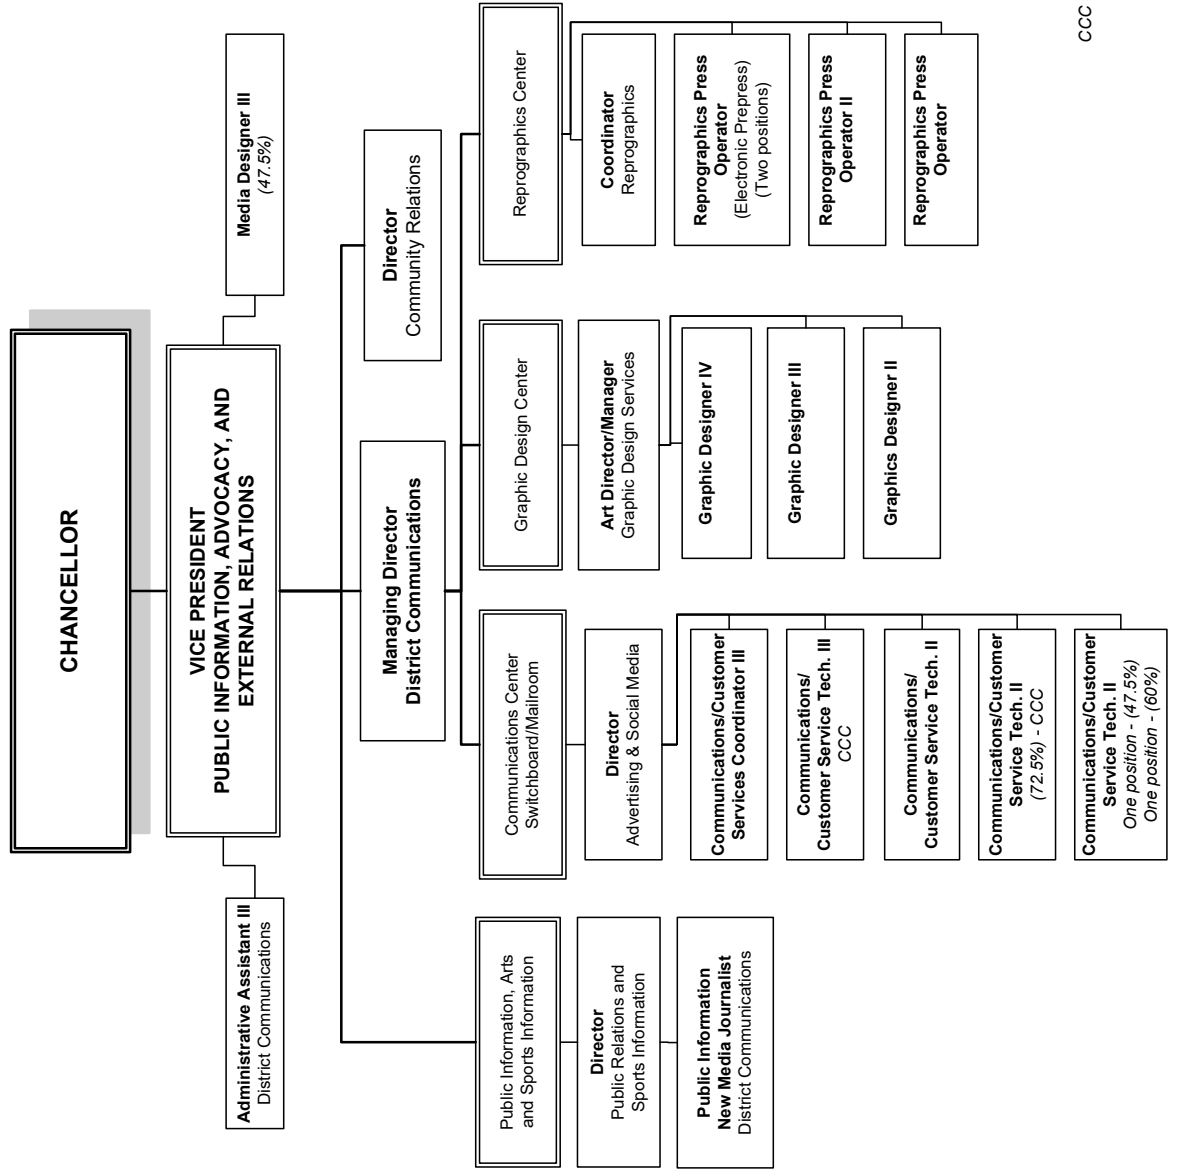 CHANCELLOR
VICE PRESIDENT
PUBLIC INFORMATION, ADVOCACY, AND
EXTERNAL RELATIONS
Administrative Assistant III
District Communications
Media Designer III
(47.5%)
Managing Director
District Communications
Director
Community Relations
Public Information, Arts
and Sports Information
Director
Public Relations and
Sports Information
Public Information
New Media Journalist
District Communications
Communications Center
Switchboard/Mailroom
Director
Advertising & Social Media
Communications/Customer
Services Coordinator III
Communications/
Customer Service Tech. III
CCC
Communications/
Customer Service Tech. II
Communications/Customer
Service Tech. II
(72.5%) - CCC
Communications/Customer
Service Tech. II
One position - (47.5%)
One position - (60%)
Graphic Design Center
Art Director/Manager
Graphic Design Services
Graphic Designer IV
Graphic Designer III
Graphics Designer II
Reprographics Center
Coordinator
Reprographics
Reprographics Press
Operator
(Electronic Prepress)
(Two positions)
Reprographics Press
Operator II
Reprographics Press
Operator
CCC